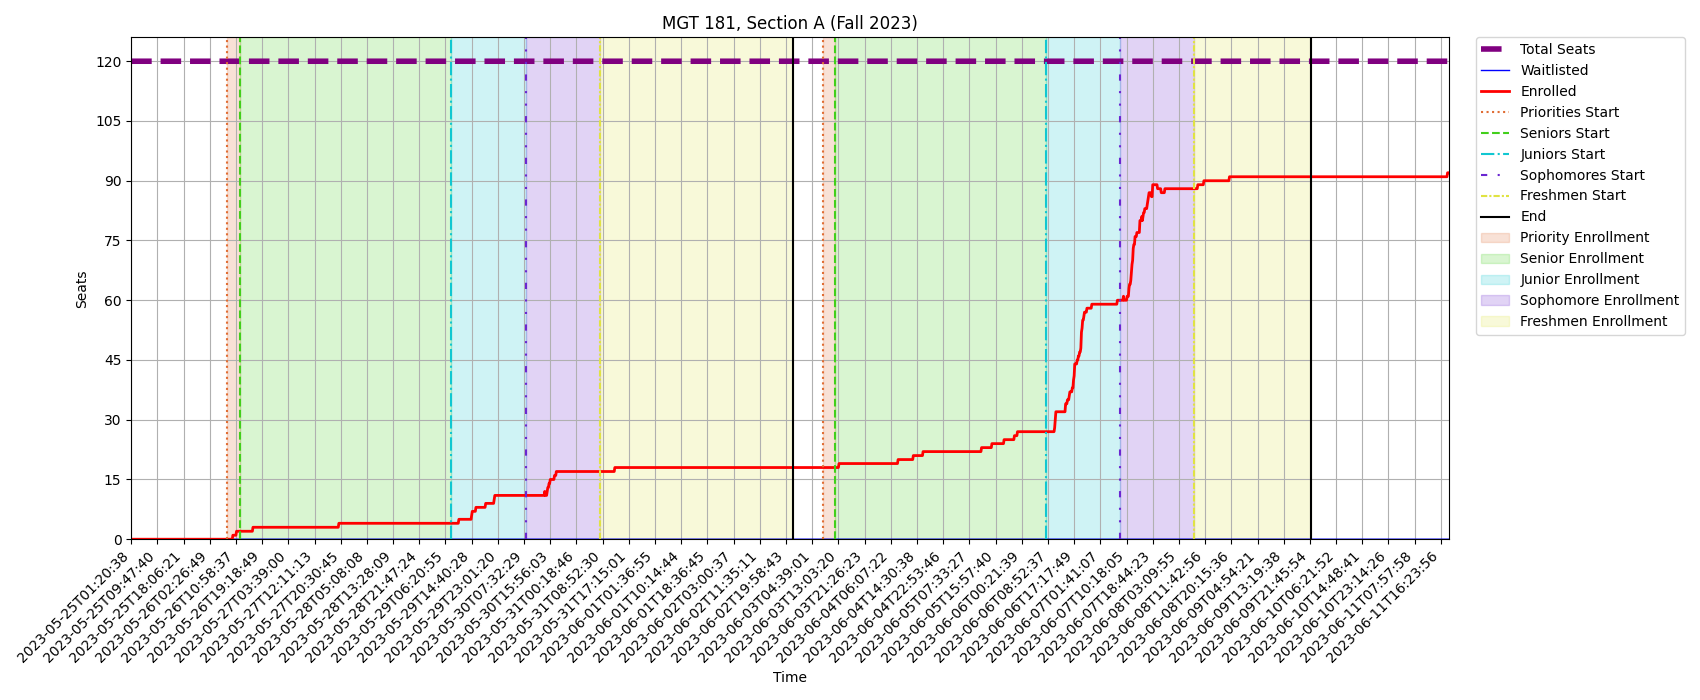 MGT 181, Section A (Fall 2023)
Total Seats
Waitlisted
Enrolled
Priorities Start
Seniors Start
Juniors Start
Sophomores Start
Freshmen Start
End
Priority Enrollment
Senior Enrollment
Junior Enrollment
Sophomore Enrollment
Freshmen Enrollment
Seats
120
105
90
75
60
45
30
15
0
2023-05-25T01:20:38
2023-05-25T09:47:40
2023-05-25T18:06:21
2023-05-26T02:26:49
2023-05-26T10:58:37
2023-05-26T19:18:49
2023-05-27T03:39:00
2023-05-27T12:11:13
2023-05-27T20:30:45
2023-05-28T05:08:08
2023-05-28T13:28:09
2023-05-28T21:47:24
2023-05-29T06:20:55
2023-05-29T14:40:28
2023-05-29T23:01:20
2023-05-30T07:32:29
2023-05-30T15:56:03
2023-05-31T00:18:46
2023-05-31T08:52:30
2023-05-31T17:15:01
2023-06-01T01:36:55
2023-06-01T10:14:44
2023-06-01T18:36:45
2023-06-02T03:00:37
2023-06-02T11:35:11
2023-06-02T19:58:43
2023-06-03T04:39:01
2023-06-03T13:03:20
2023-06-03T21:26:23
2023-06-04T06:07:22
2023-06-04T14:30:38
2023-06-04T22:53:46
2023-06-05T07:33:27
2023-06-05T15:57:40
2023-06-06T00:21:39
2023-06-06T08:52:37
2023-06-06T17:17:49
2023-06-07T01:41:07
2023-06-07T10:18:05
2023-06-07T18:44:23
2023-06-08T03:09:55
2023-06-08T11:42:56
2023-06-08T20:15:36
2023-06-09T04:54:21
2023-06-09T13:19:38
2023-06-09T21:45:54
2023-06-10T06:21:52
2023-06-10T14:48:41
2023-06-10T23:14:26
2023-06-11T07:57:58
2023-06-11T16:23:56
Time